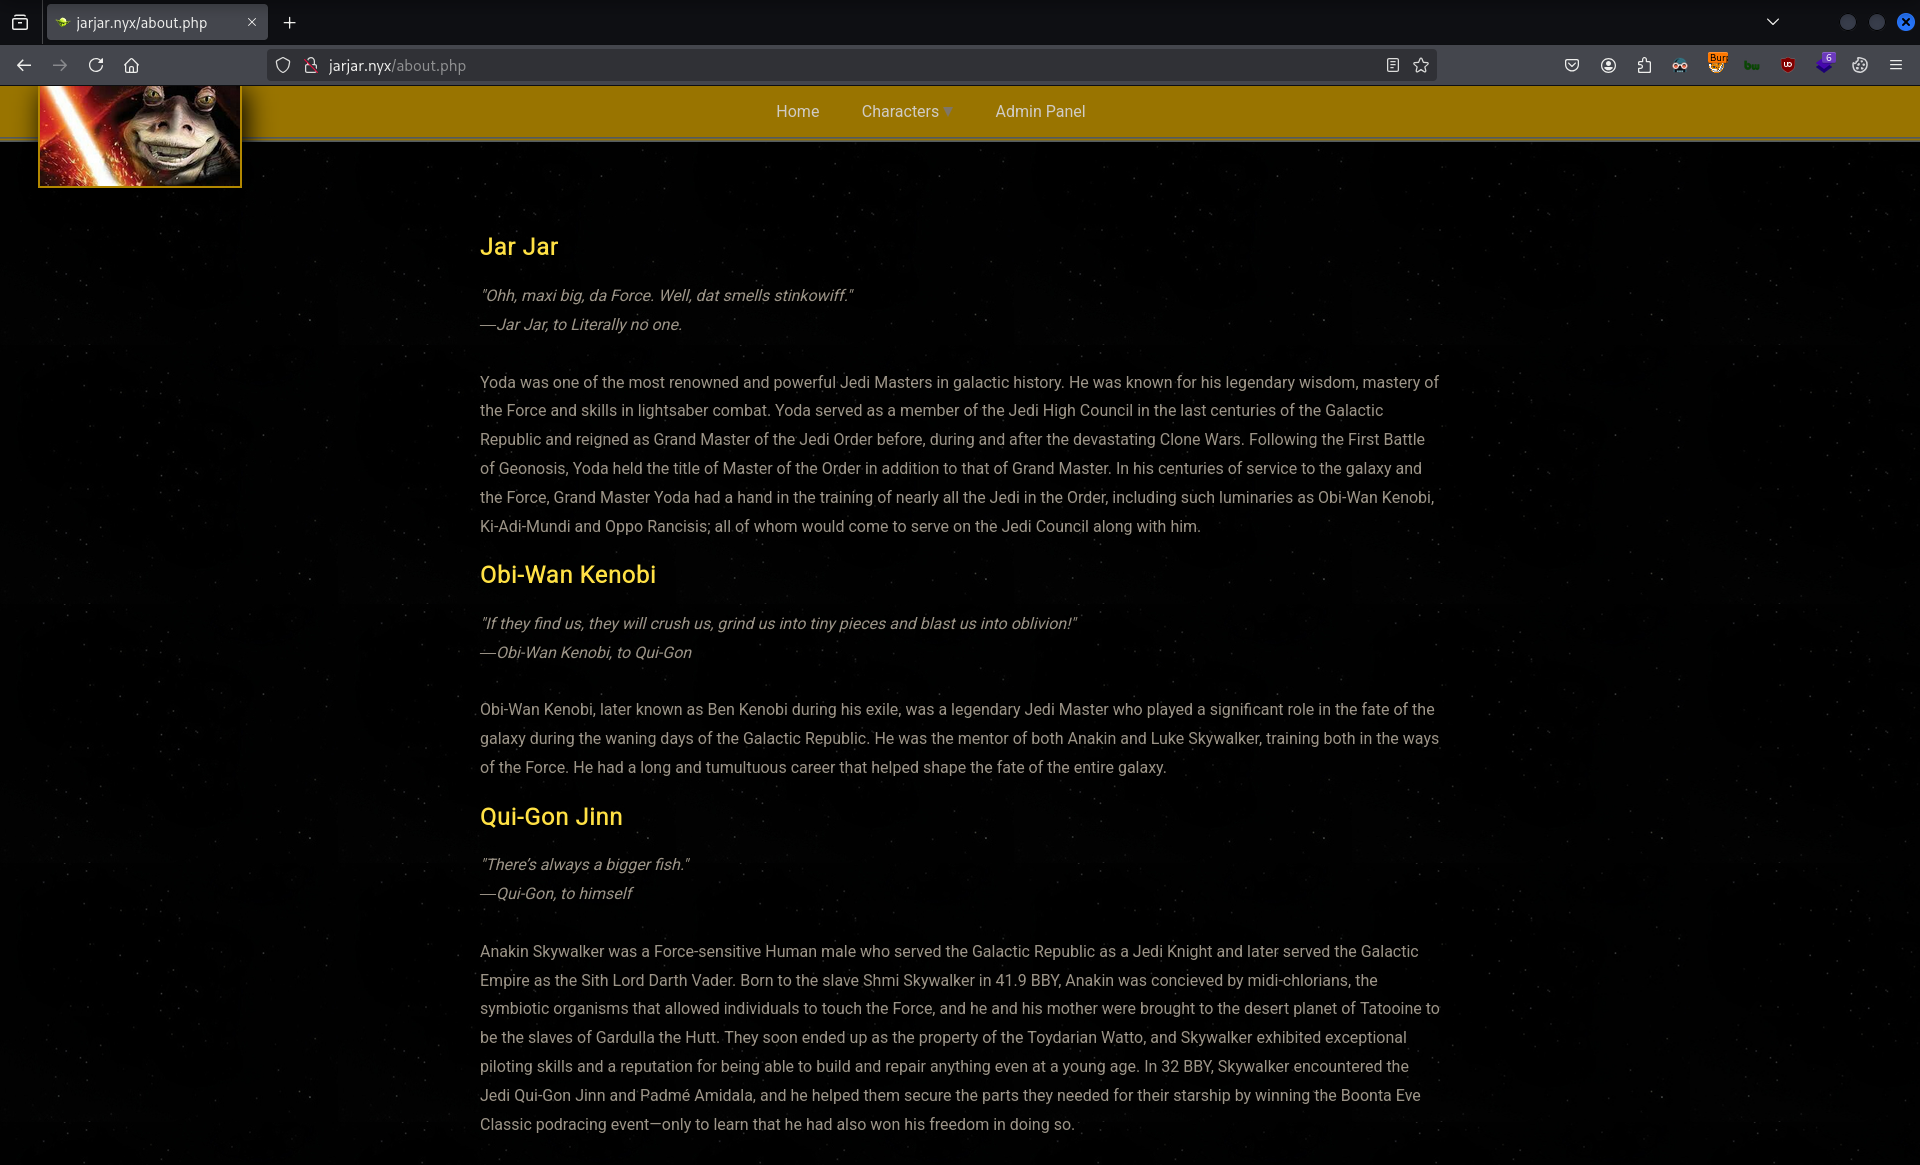 jarjar.nyx/about.php
jarjar.nyx/about.php
Burp
6
Home Characters ▼ Admin Panel
Jar Jar
"Ohh, maxi big, da Force. Well, dat smells stinkowiff."
—Jar Jar, to Literally no one.
Yoda was one of the most renowned and powerful Jedi Masters in galactic history. He was known for his legendary wisdom, mastery of
the Force and skills in lightsaber combat. Yoda served as a member of the Jedi High Council in the last centuries of the Galactic
Republic and reigned as Grand Master of the Jedi Order before, during and after the devastating Clone Wars. Following the First Battle
of Geonosis, Yoda held the title of Master of the Order in addition to that of Grand Master. In his centuries of service to the galaxy and
the Force, Grand Master Yoda had a hand in the training of nearly all the Jedi in the Order, including such luminaries as Obi-Wan Kenobi,
Ki-Adi-Mundi and Oppo Rancisis; all of whom would come to serve on the Jedi Council along with him.
Obi-Wan Kenobi
"If they find us, they will crush us, grind us into tiny pieces and blast us into oblivion!"
—Obi-Wan Kenobi, to Qui-Gon
Obi-Wan Kenobi, later known as Ben Kenobi during his exile, was a legendary Jedi Master who played a significant role in the fate of the
galaxy during the waning days of the Galactic Republic. He was the mentor of both Anakin and Luke Skywalker, training both in the ways
of the Force. He had a long and tumultuous career that helped shape the fate of the entire galaxy.
Qui-Gon Jinn
"There's always a bigger fish."
—Qui-Gon, to himself
Anakin Skywalker was a Force-sensitive Human male who served the Galactic Republic as a Jedi Knight and later served the Galactic
Empire as the Sith Lord Darth Vader. Born to the slave Shmi Skywalker in 41.9 BBY, Anakin was concieved by midi-chlorians, the
symbiotic organisms that allowed individuals to touch the Force, and he and his mother were brought to the desert planet of Tatooine to
be the slaves of Gardulla the Hutt. They soon ended up as the property of the Toydarian Watto, and Skywalker exhibited exceptional
piloting skills and a reputation for being able to build and repair anything even at a young age. In 32 BBY, Skywalker encountered the
Jedi Qui-Gon Jinn and Padmé Amidala, and he helped them secure the parts they needed for their starship by winning the Boonta Eve
Classic podracing event—only to learn that he had also won his freedom in doing so.